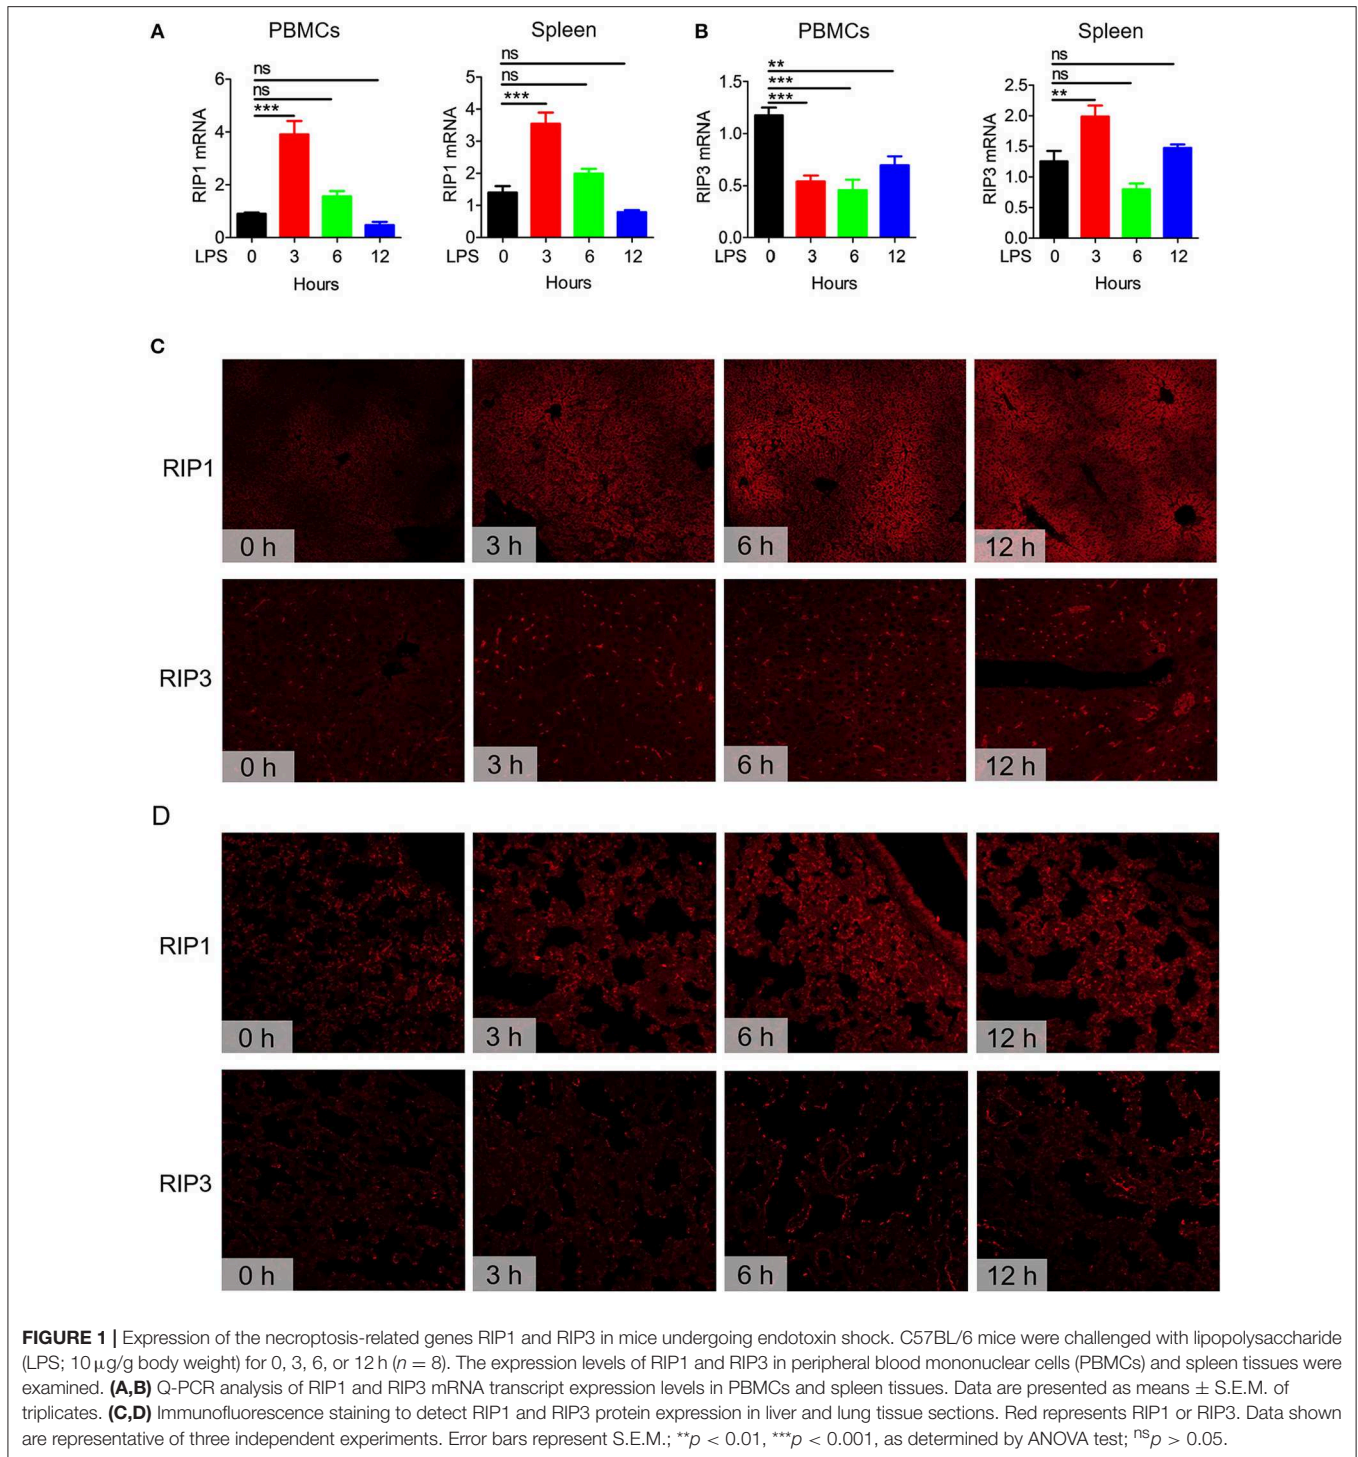 A
PBMCs
ns
ns
***
RIP1 mRNA
6
4
2
0
LPS 0 3 6 12
Hours
Spleen
ns
ns
***
RIP1 mRNA
5
4
3
2
1
0
LPS 0 3 6 12
Hours
B
PBMCs
**
***
***
RIP3 mRNA
1.5
1.0
0.5
0.0
LPS 0 3 6 12
Hours
Spleen
ns
ns
**
RIP3 mRNA
2.5
2.0
1.5
1.0
0.5
0.0
LPS 0 3 6 12
Hours
C
RIP1
0 h 3 h 6 h 12 h
RIP3
0 h 3 h 6 h 12 h
D
RIP1
0 h 3 h 6 h 12 h
RIP3
0 h 3 h 6 h 12 h
FIGURE 1 | Expression of the necroptosis-related genes RIP1 and RIP3 in mice undergoing endotoxin shock. C57BL/6 mice were challenged with lipopolysaccharide
(LPS; 10 μg/g body weight) for 0, 3, 6, or 12 h (n = 8). The expression levels of RIP1 and RIP3 in peripheral blood mononuclear cells (PBMCs) and spleen tissues were
examined. (A,B) Q-PCR analysis of RIP1 and RIP3 mRNA transcript expression levels in PBMCs and spleen tissues. Data are presented as means ± S.E.M. of
triplicates. (C,D) Immunofluorescence staining to detect RIP1 and RIP3 protein expression in liver and lung tissue sections. Red represents RIP1 or RIP3. Data shown
are representative of three independent experiments. Error bars represent S.E.M.; **p < 0.01, ***p < 0.001, as determined by ANOVA test; nsp > 0.05.